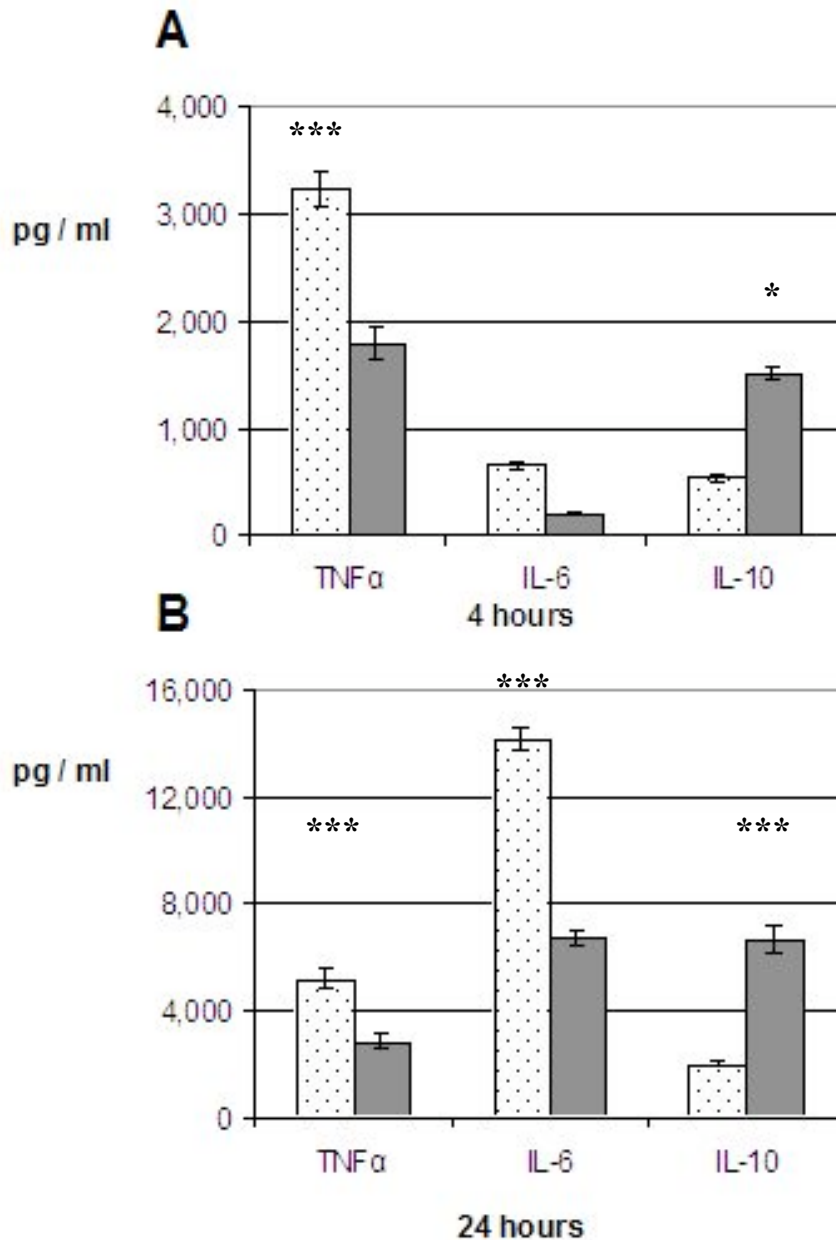 A
4,000
***
3,000
pg / ml
*
2,000
1,000
0
TNFα IL-6 IL-10
4 hours
B
16,000
***
pg / ml
12,000
*** ***
8,000
4,000
0
TNFα IL-6 IL-10
24 hours